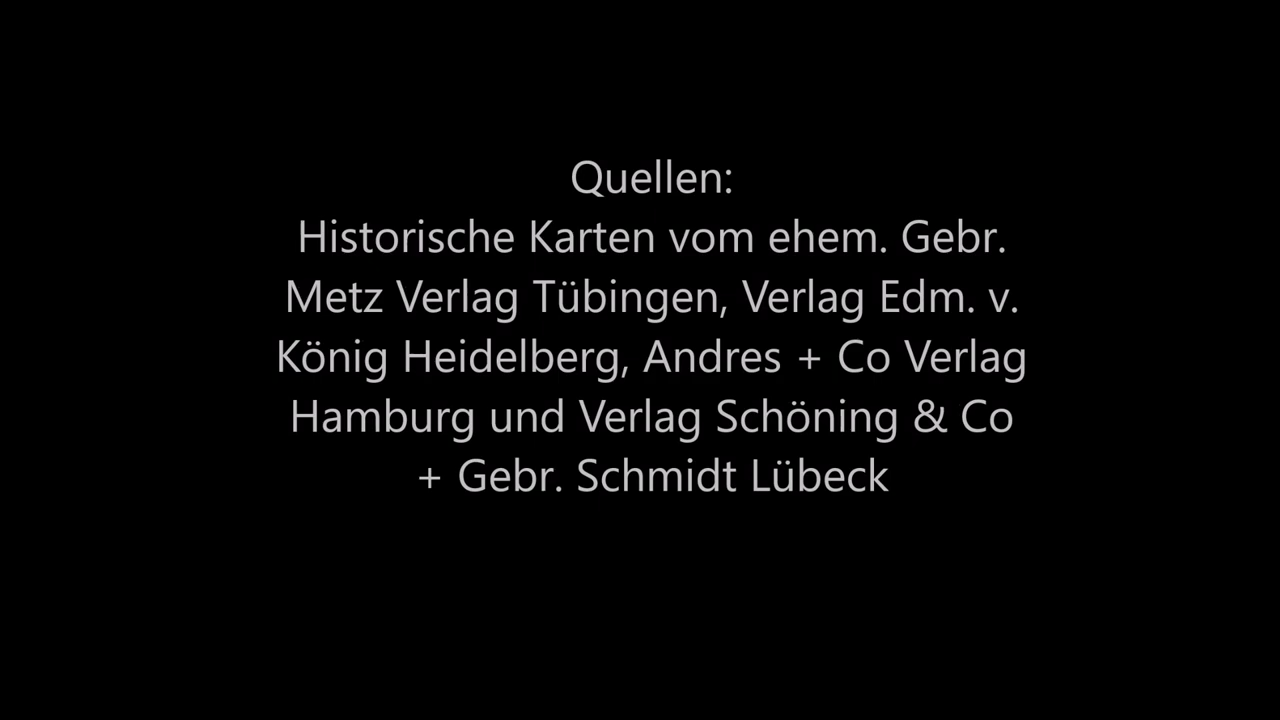 Quellen:
Historische Karten vom ehem. Gebr.
Metz Verlag Tübingen, Verlag Edm. v.
König Heidelberg, Andres + Co Verlag
Hamburg und Verlag Schöning & Co
+ Gebr. Schmidt Lübeck